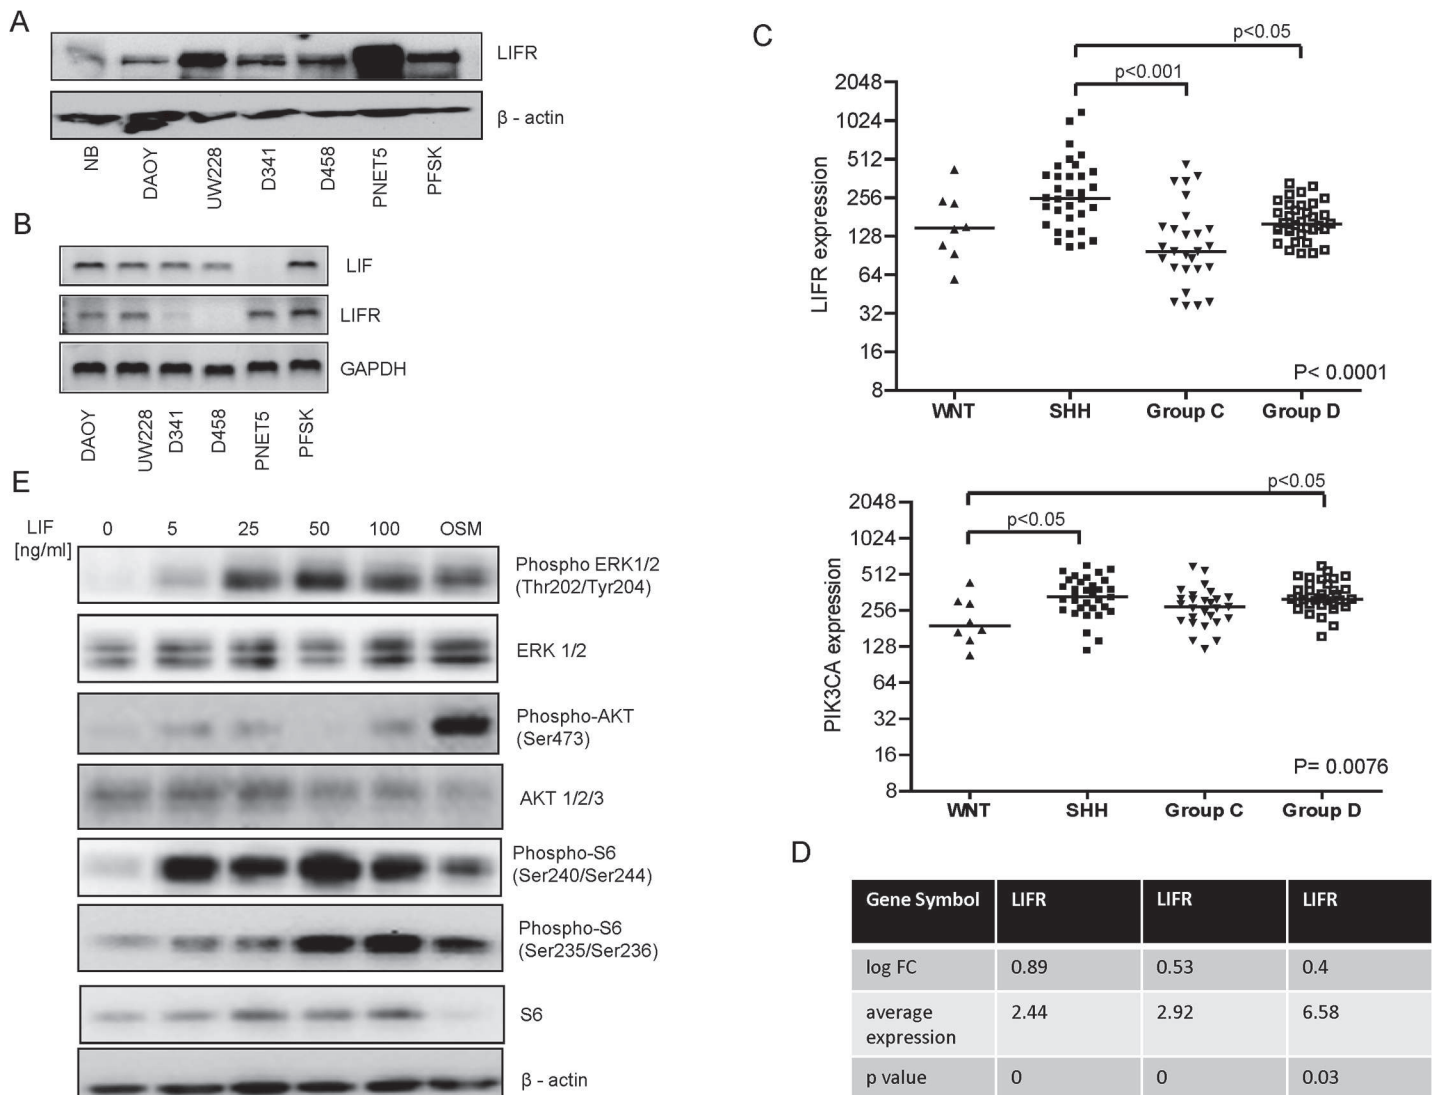 A
LIFR
β - actin
NB
DAOY
UW228
D341
D458
PNET5
PFSK
B
LIF
LIFR
GAPDH
DAOY
UW228
D341
D458
PNET5
PFSK
C
p<0.05
p<0.001
LIFR expression
2048
1024
512
256
128
64
32
16
8
P< 0.0001
WNT SHH Group C Group D
p<0.05
p<0.05
PIK3CA expression
2048
1024
512
256
128
64
32
16
8
P= 0.0076
WNT SHH Group C Group D
D
Gene Symbol LIFR LIFR LIFR
log FC 0.89 0.53 0.4
average 2.44 2.92 6.58
expression
p value 0 0 0.03
E
LIF 0 5 25 50 100 OSM
[ng/ml]
Phospho ERK1/2
(Thr202/Tyr204)
ERK 1/2
Phospho-AKT
(Ser473)
AKT 1/2/3
Phospho-S6
(Ser240/Ser244)
Phospho-S6
(Ser235/Ser236)
S6
β - actin